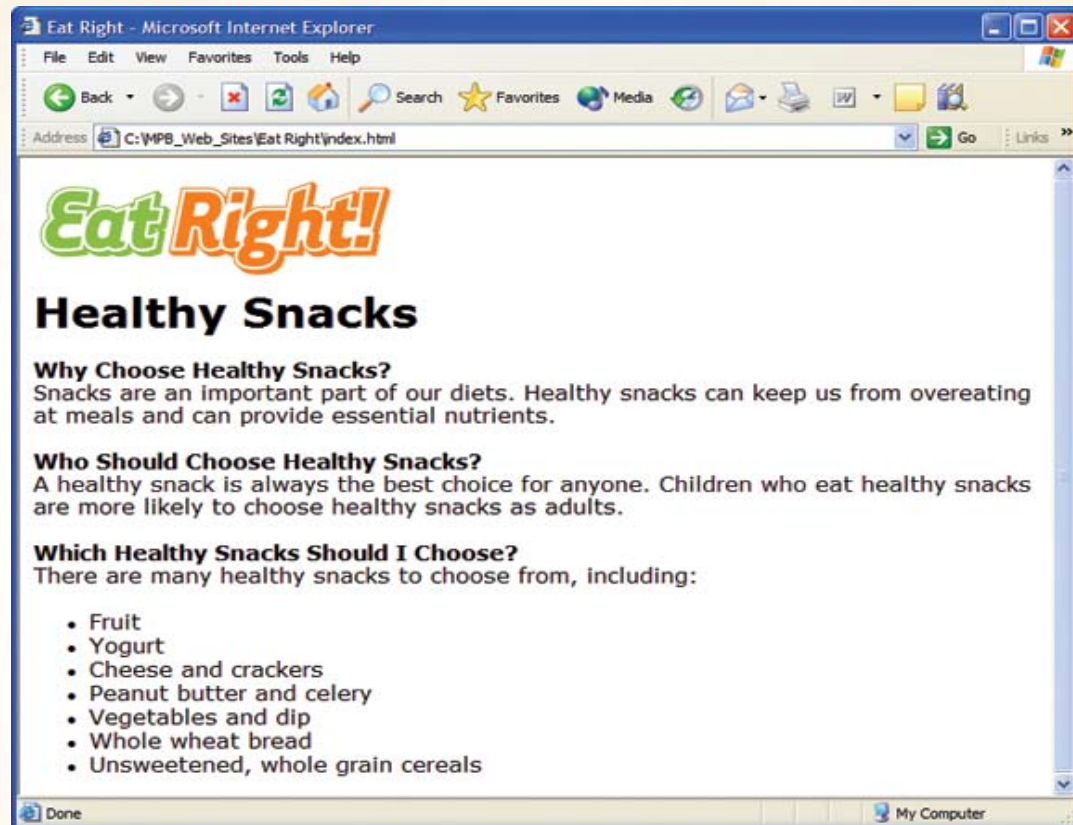 Eat Right - Microsoft Internet Explorer
File Edit View Favorites Tools Help
Back Search Favorites Media
Address C:\MPB_Web_Sites\Eat Right\index.html Go Links »
Eat Right!
Healthy Snacks
Why Choose Healthy Snacks?
Snacks are an important part of our diets. Healthy snacks can keep us from overeating
at meals and can provide essential nutrients.
Who Should Choose Healthy Snacks?
A healthy snack is always the best choice for anyone. Children who eat healthy snacks
are more likely to choose healthy snacks as adults.
Which Healthy Snacks Should I Choose?
There are many healthy snacks to choose from, including:
• Fruit
• Yogurt
• Cheese and crackers
• Peanut butter and celery
• Vegetables and dip
• Whole wheat bread
• Unsweetened, whole grain cereals
Done My Computer